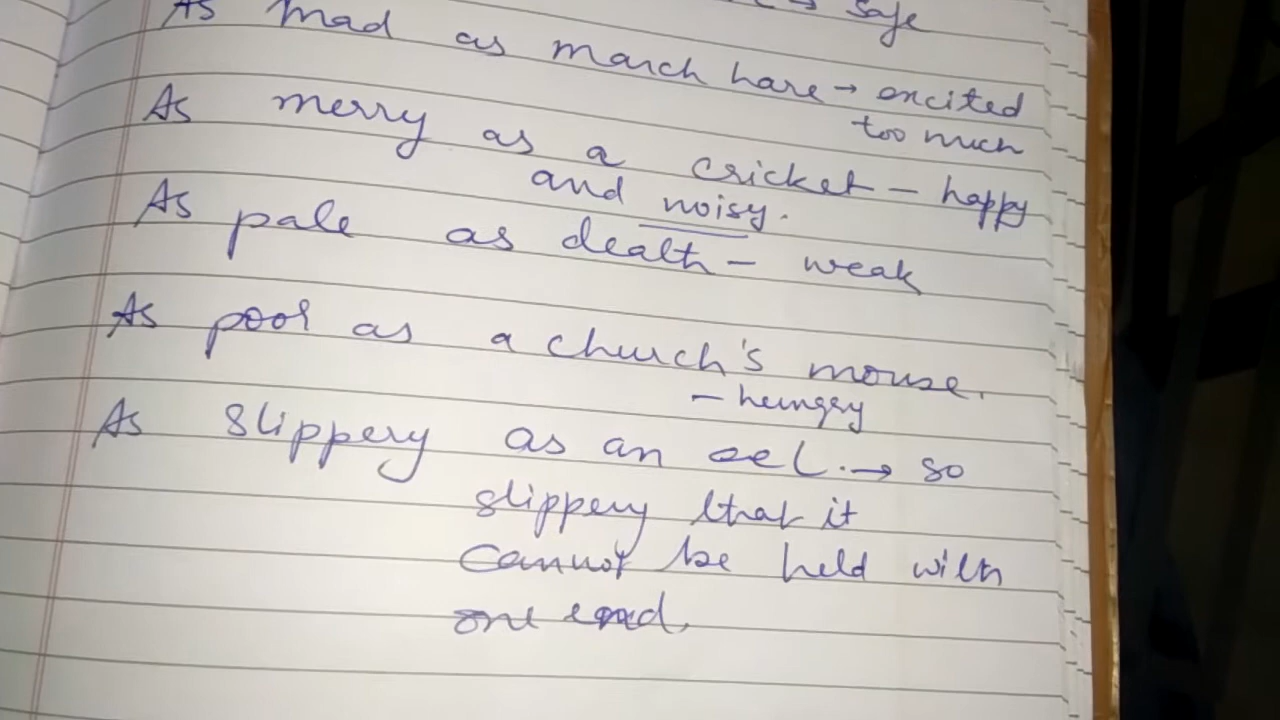 safe
As mad as march hare → excited
too much
As merry as a cricket – happy
and noisy.
As pale as death – weak
As poor as a church's mouse.
– hungry
As slippery as an eel. → so
slippery that it
cannot be held with
one end.